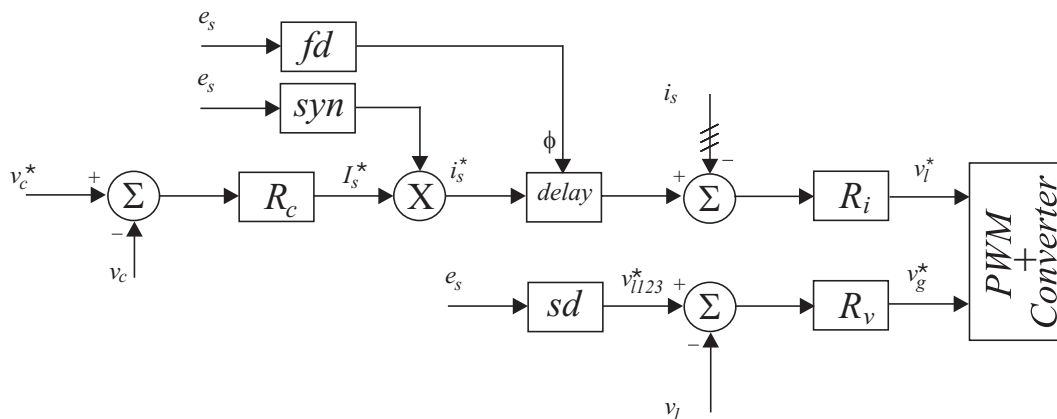 e_s
fd
e_s
syn
i_s
ϕ
−
v_c* + Σ R_c I_s* X i_s* delay + Σ R_i v_l*
−
v_c
PWM + Converter
e_s sd v_l123* + Σ R_v v_g*
−
v_l